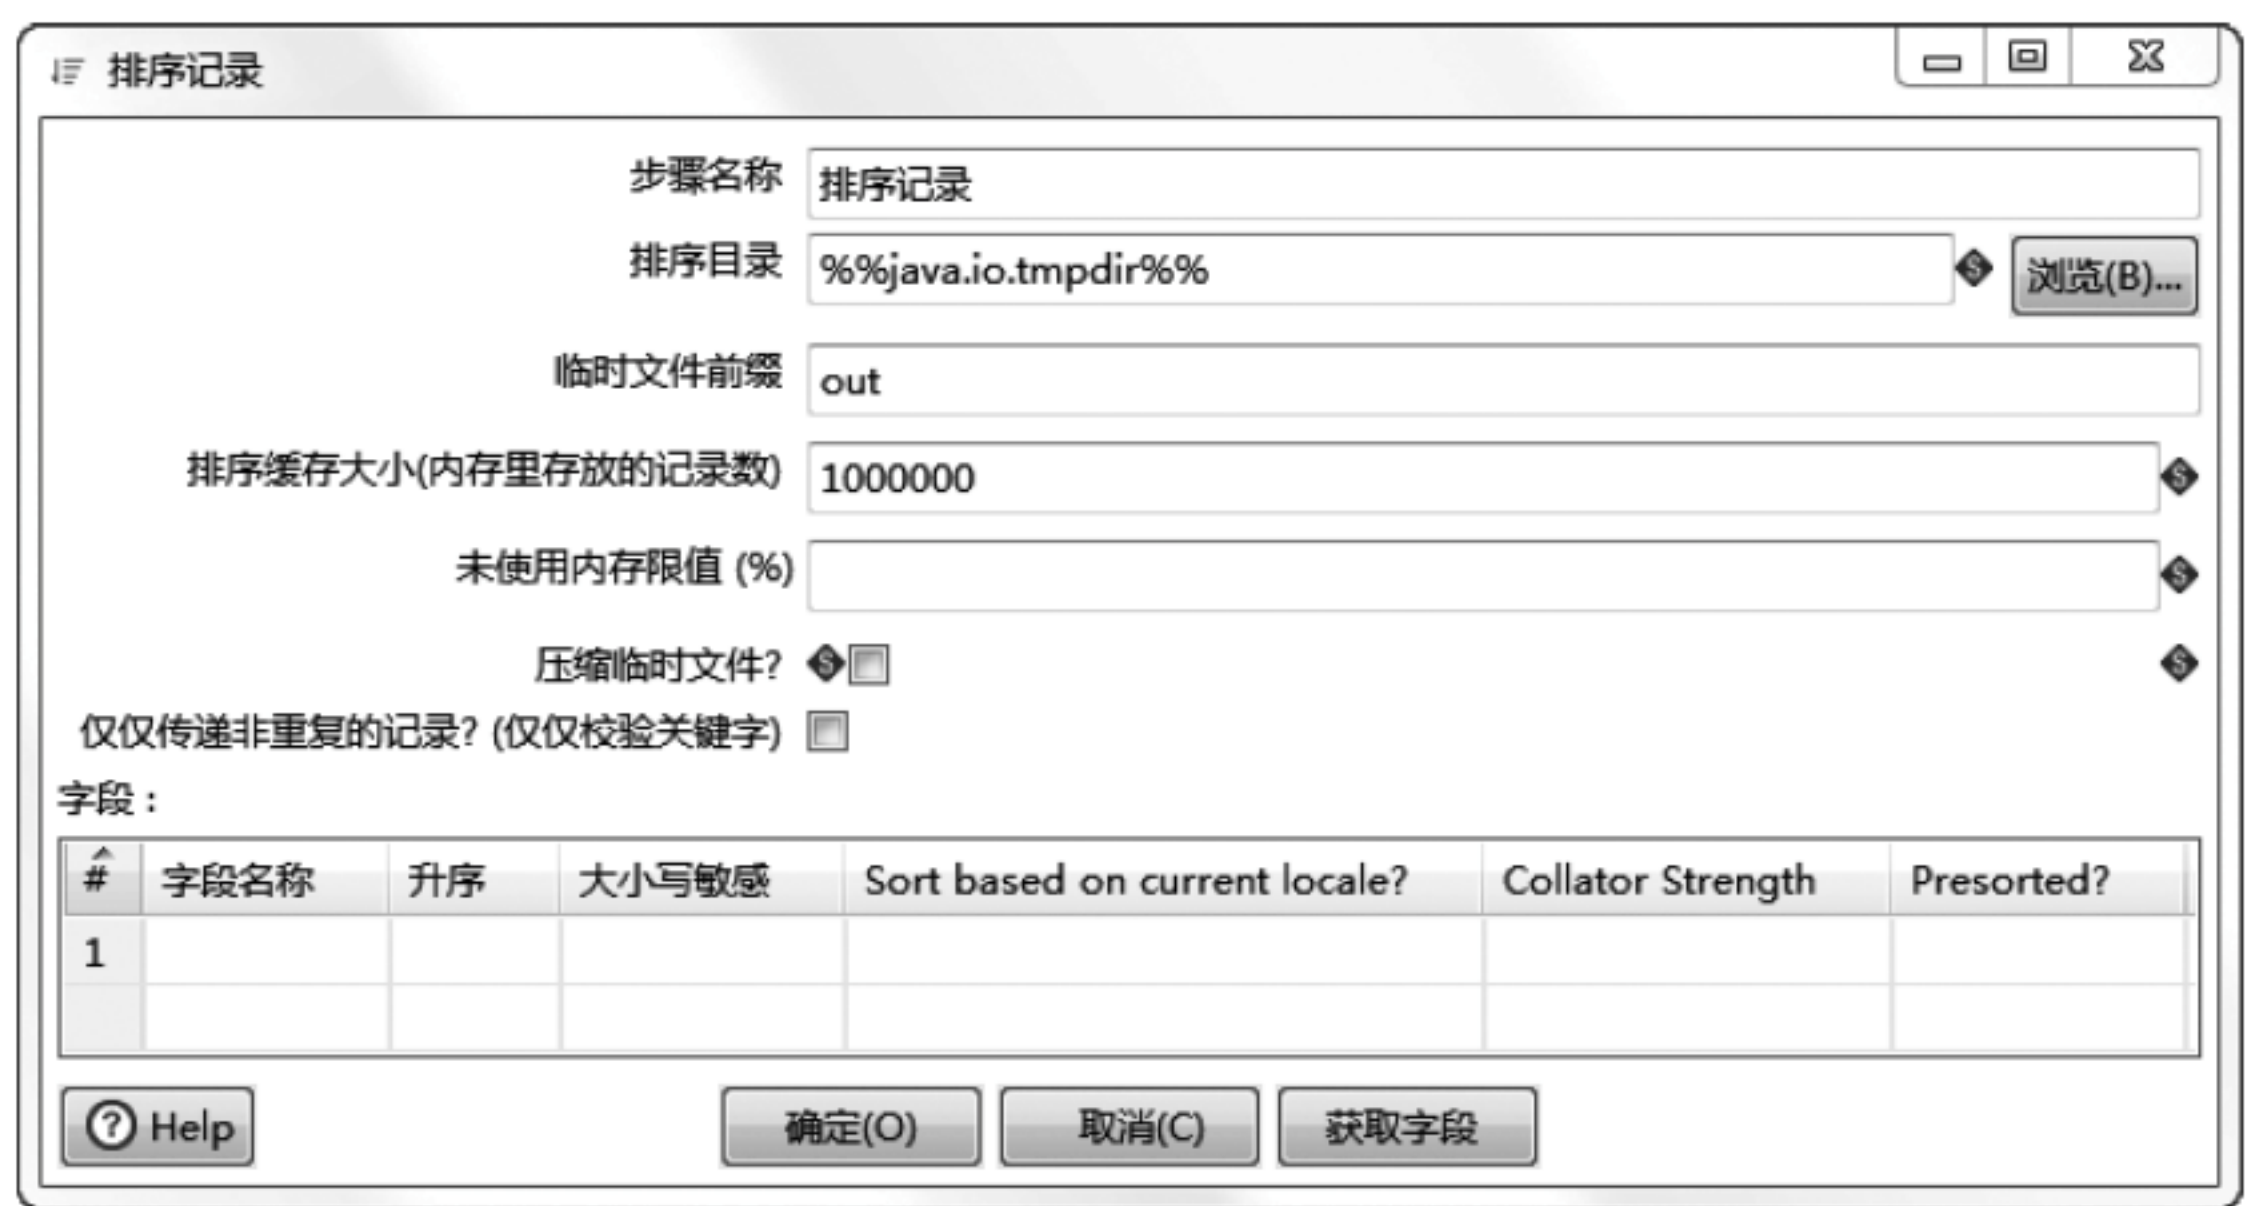 排序记录
步骤名称 排序记录
排序目录 %%java.io.tmpdir%% 浏览(B)...
临时文件前缀 out
排序缓存大小(内存里存放的记录数) 1000000
未使用内存限值 (%)
压缩临时文件?
仅仅传递非重复的记录? (仅仅校验关键字)
字段：
# 字段名称 升序 大小写敏感 Sort based on current locale? Collator Strength Presorted?
1
Help 确定(O) 取消(C) 获取字段